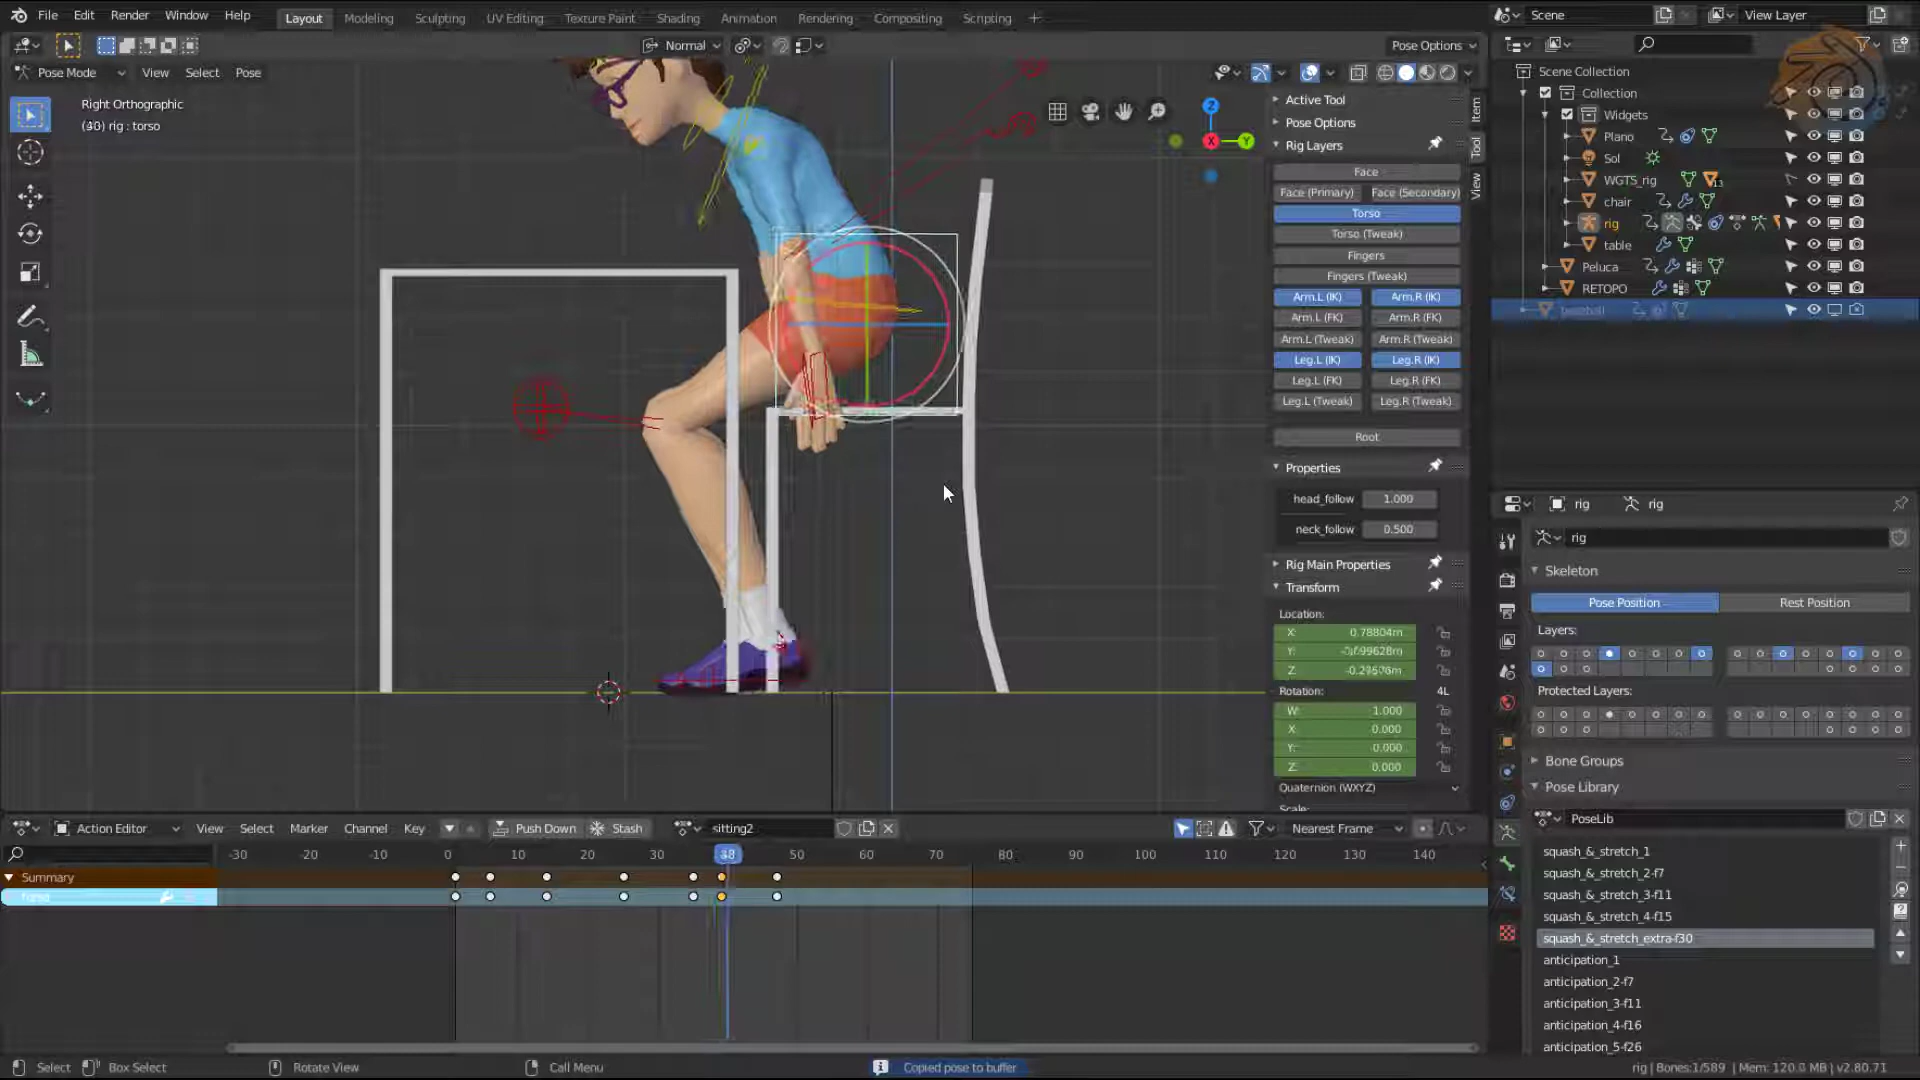 File Edit Render Window Help Layout Modeling Sculpting UV Editing Texture Paint Shading Animation Rendering Compositing Scripting + Scene View Layer
Normal Pose Options
Pose Mode View Select Pose
Right Orthographic
rig : torso
Active Tool
Pose Options
Rig Layers
Face
Face (Primary) Face (Secondary)
Torso
Torso (Tweak)
Fingers
Fingers (Tweak)
Arm.L (IK) Arm.R (IK)
Arm.L (FK) Arm.R (FK)
Arm.L (Tweak) Arm.R (Tweak)
Leg.L (IK) Leg.R (IK)
Leg.L (FK) Leg.R (FK)
Leg.L (Tweak) Leg.R (Tweak)
Root
Properties
head_follow 1.000
neck_follow 0.500
Rig Main Properties
Transform
Location:
X: 0.78804m
Y:
Z:
Rotation: 4L
W: 1.000
X: 0.000
Y: 0.000
Z: 0.000
Quaternion (WXYZ)
Item
Tool
View
X Y Z
Scene Collection
Collection
Widgets
Plano
Sol
WGTS_rig
chair
rig
table
Peluca
RETOPO
rig rig
rig
Skeleton
Pose Position Rest Position
Layers:
Protected Layers:
Bone Groups
Pose Library
PoseLib
squash_&_stretch_1
squash_&_stretch_2-f7
squash_&_stretch_3-f11
squash_&_stretch_4-f15
squash_&_stretch_extra-f30
anticipation_1
anticipation_2-f7
anticipation_3-f11
anticipation_4-f16
anticipation_5-f26
Action Editor View Select Marker Channel Key Push Down Stash sitting2 Nearest Frame
-30 -20 -10 0 10 20 30 50 60 70 80 90 100 110 120 130 140
Summary
Select Box Select Rotate View Call Menu Copied pose to buffer rig | Bones:1/589 | Mem: 120.0 MB | v2.80.71